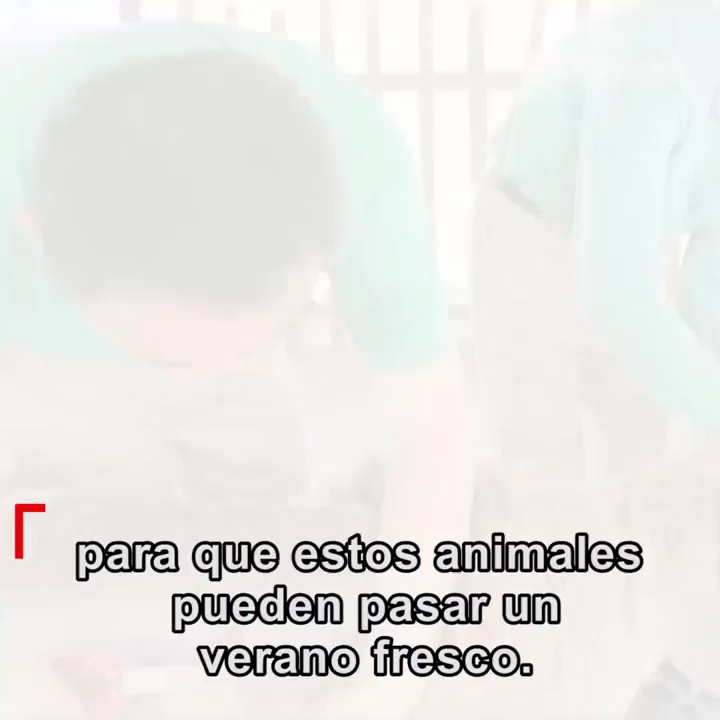 para que estos animales
pueden pasar un
verano fresco.